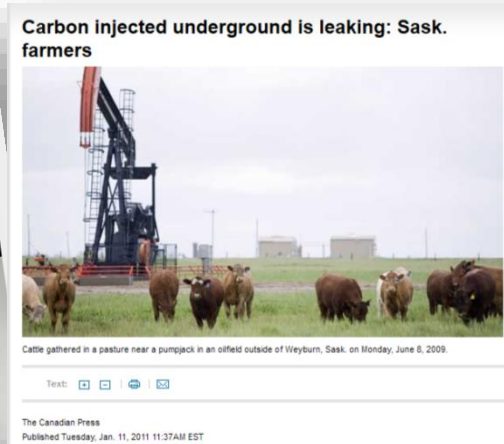 Carbon injected underground is leaking: Sask.
farmers
Cattle gathered in a pasture near a pumpjack in an oilfield outside of Weyburn, Sask. on Monday, June 8, 2009.
Text: + -
The Canadian Press
Published Tuesday, Jan. 11, 2011 11:37AM EST